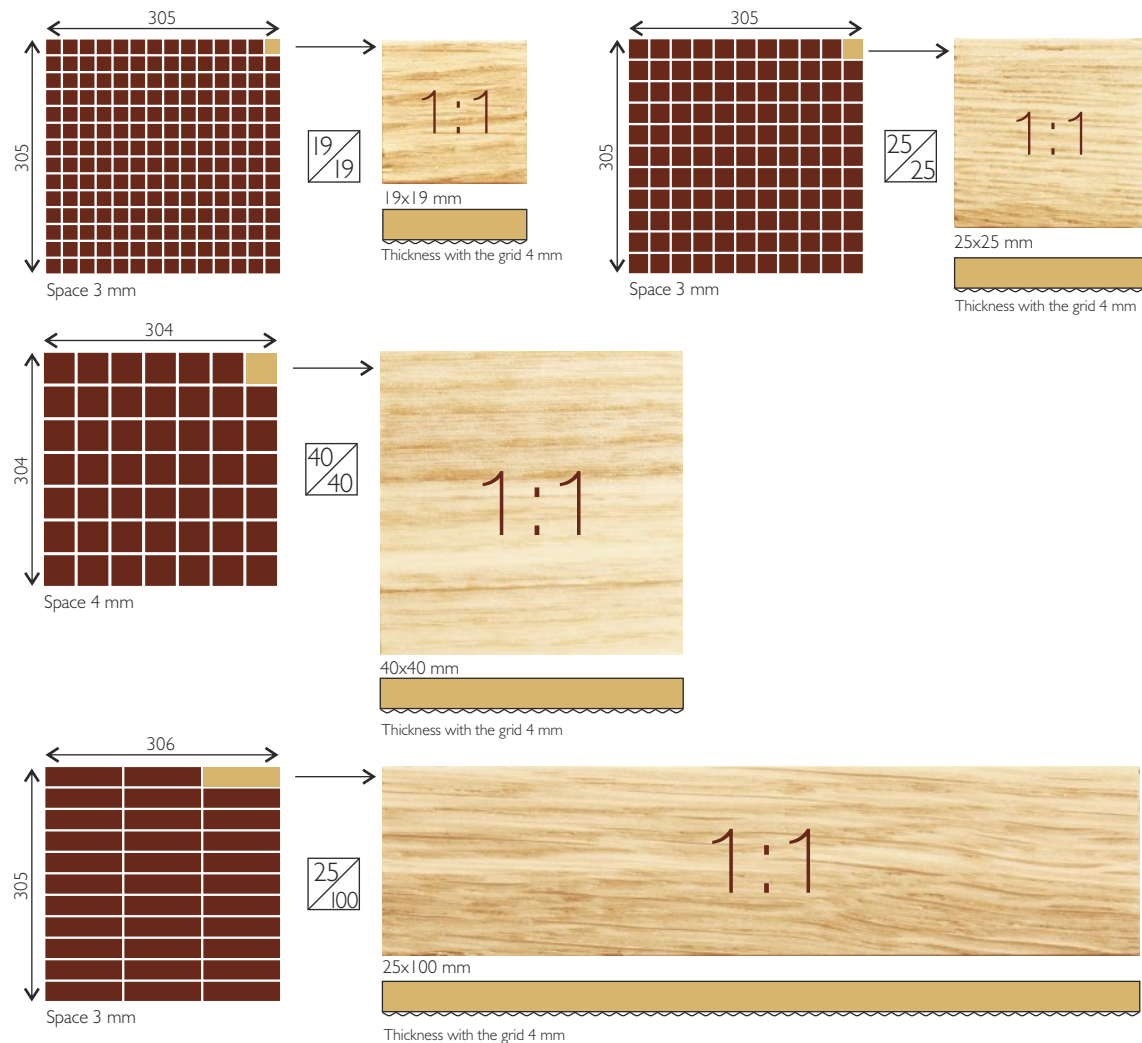 305
305
19
19
1:1
19x19 mm
Thickness with the grid 4 mm
Space 3 mm
305
305
25
25
1:1
25x25 mm
Thickness with the grid 4 mm
Space 3 mm
304
304
40
40
1:1
40x40 mm
Thickness with the grid 4 mm
Space 4 mm
306
305
25
100
1:1
25x100 mm
Thickness with the grid 4 mm
Space 3 mm